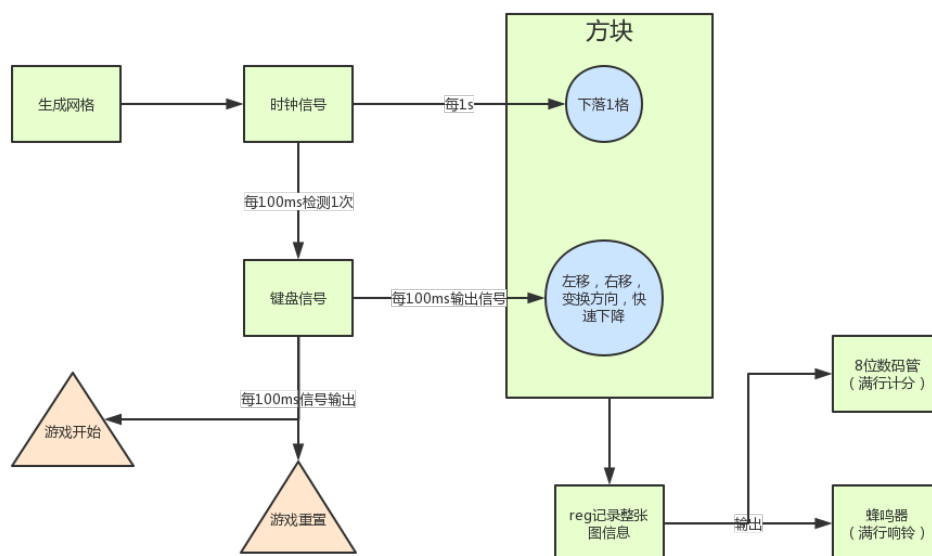 方块
生成网格
时钟信号
每1s
下落1格
每100ms检测1次
键盘信号
每100ms输出信号
左移，右移，
变换方向，快
速下降
8位数码管
（满行计分）
每100ms信号输出
游戏开始
游戏重置
reg记录整张
图信息
输出
蜂鸣器
（满行响铃）